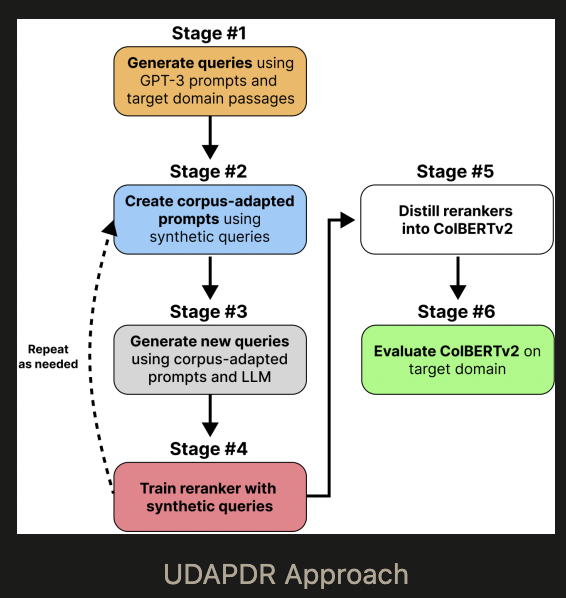 Stage #1
Generate queries using
GPT-3 prompts and
target domain passages
Stage #2
Create corpus-adapted
prompts using
synthetic queries
Stage #3
Generate new queries
using corpus-adapted
prompts and LLM
Stage #4
Train reranker with
synthetic queries
Repeat
as needed
Stage #5
Distill rerankers
into ColBERTv2
Stage #6
Evaluate ColBERTv2 on
target domain
UDAPDR Approach